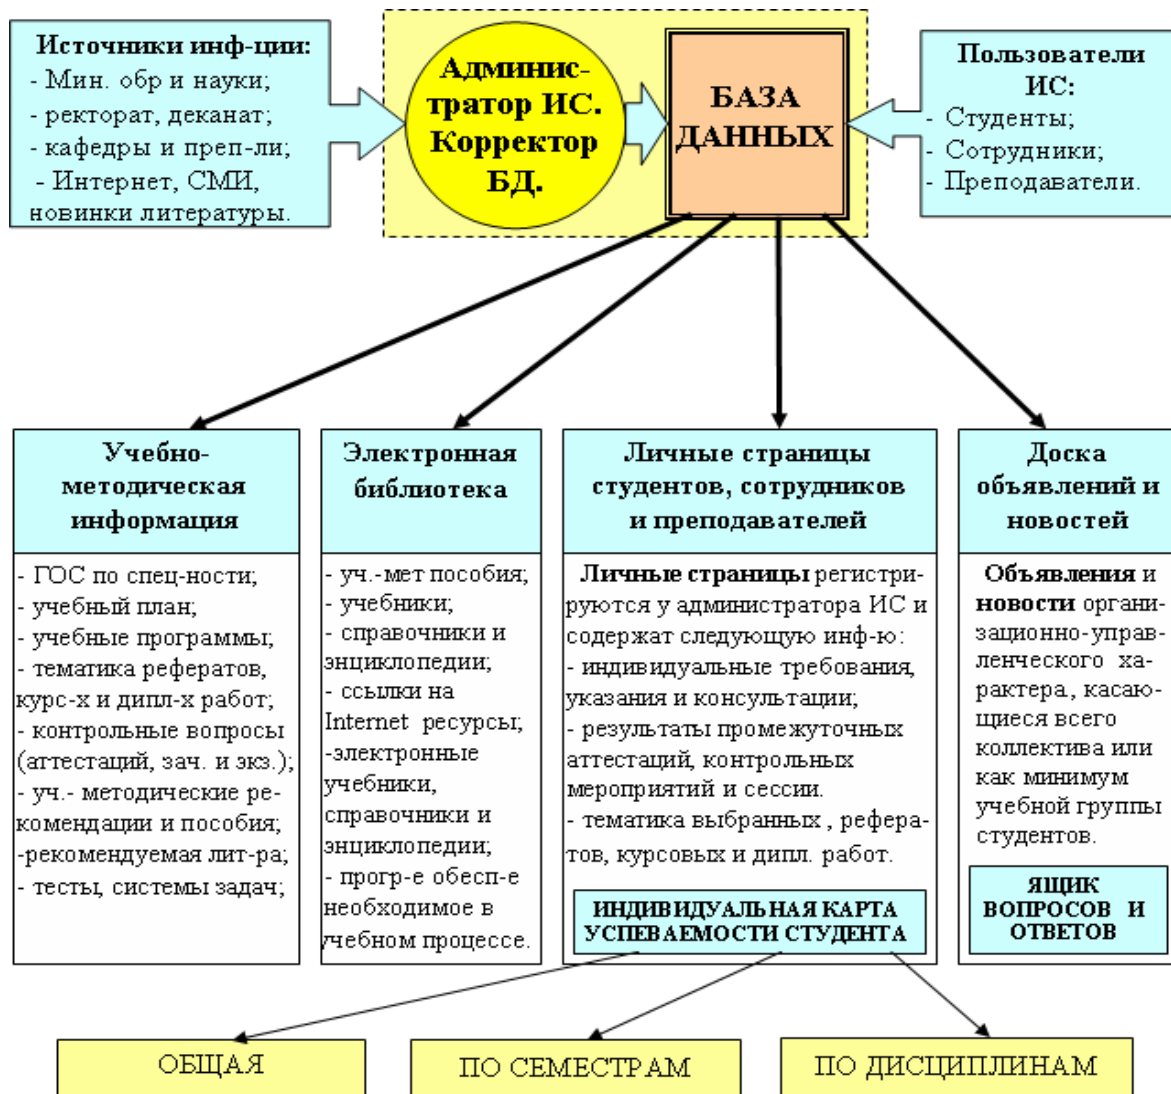 Источники инф-ции:
- Мин. обр и науки;
- ректорат, деканат;
- кафедры и преп-ли;
- Интернет, СМИ,
новинки литературы.
Админис-
тратор ИС.
Корректор
БД.
БАЗА
ДАННЫХ
Пользователи
ИС:
- Студенты;
- Сотрудники;
- Преподаватели.
Учебно-
методическая
информация
- ГОС по спец-ности;
- учебный план;
- учебные программы;
- тематика рефератов,
курс-х и дипл-х работ;
- контрольные вопросы
(аттестаций, зач. и экз.);
- уч.- методические ре-
комендации и пособия;
-рекомендуемая лит-ра;
- тесты, системы задач;
Электронная
библиотека
- уч.-мет пособия;
- учебники;
- справочники и
энциклопедии;
- ссылки на
Internet ресурсы;
-электронные
учебники,
справочники и
энциклопедии;
- прогр-е обесп-е
необходимое в
учебном процессе.
Личные страницы
студентов, сотрудников
и преподавателей
Личные страницы регистри-
руются у администратора ИС и
содержат следующую инф-ю:
- индивидуальные требования,
указания и консультации;
- результаты промежуточных
аттестаций, контрольных
мероприятий и сессии.
- тематика выбранных , рефера-
тов, курсовых и дипл. работ.
ИНДИВИДУАЛЬНАЯ КАРТА
УСПЕВАЕМОСТИ СТУДЕНТА
Доска
объявлений и
новостей
Объявления и
новости органи-
зационно-управ-
ленческого ха-
рактера, касаю-
щиеся всего
коллектива или
как минимум
учебной группы
студентов.
ЯЩИК
ВОПРОСОВ И
ОТВЕТОВ
ОБЩАЯ
ПО СЕМЕСТРАМ
ПО ДИСЦИПЛИНАМ